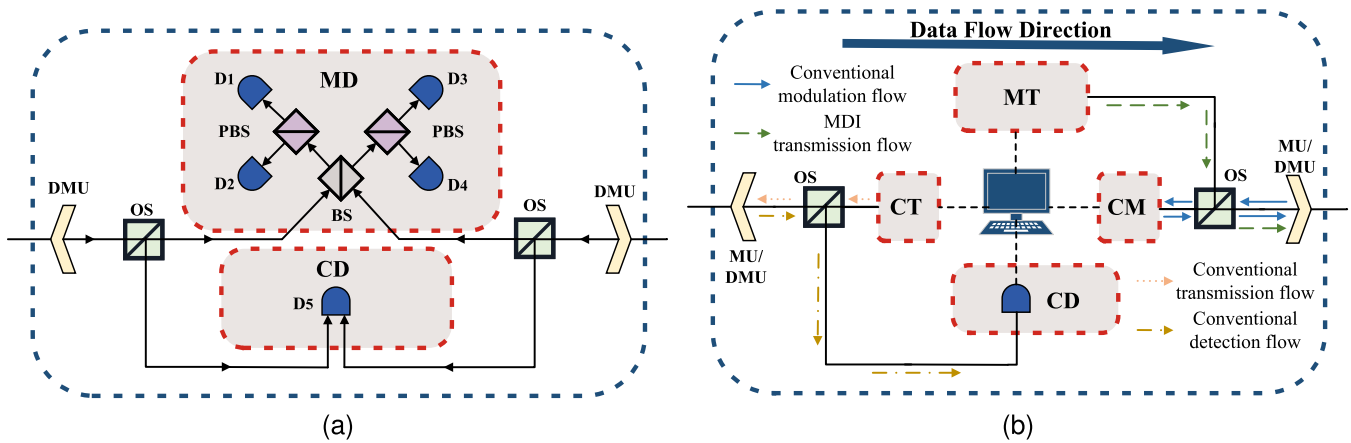 MD
D1
D3
PBS
PBS
D2
D4
BS
DMU
DMU
OS
OS
CD
D5
(a)
Data Flow Direction
Conventional
modulation flow
MDI
transmission flow
MT
MU/
DMU
OS
OS
CT
CM
MU/
DMU
CD
Conventional
transmission flow
Conventional
detection flow
(b)